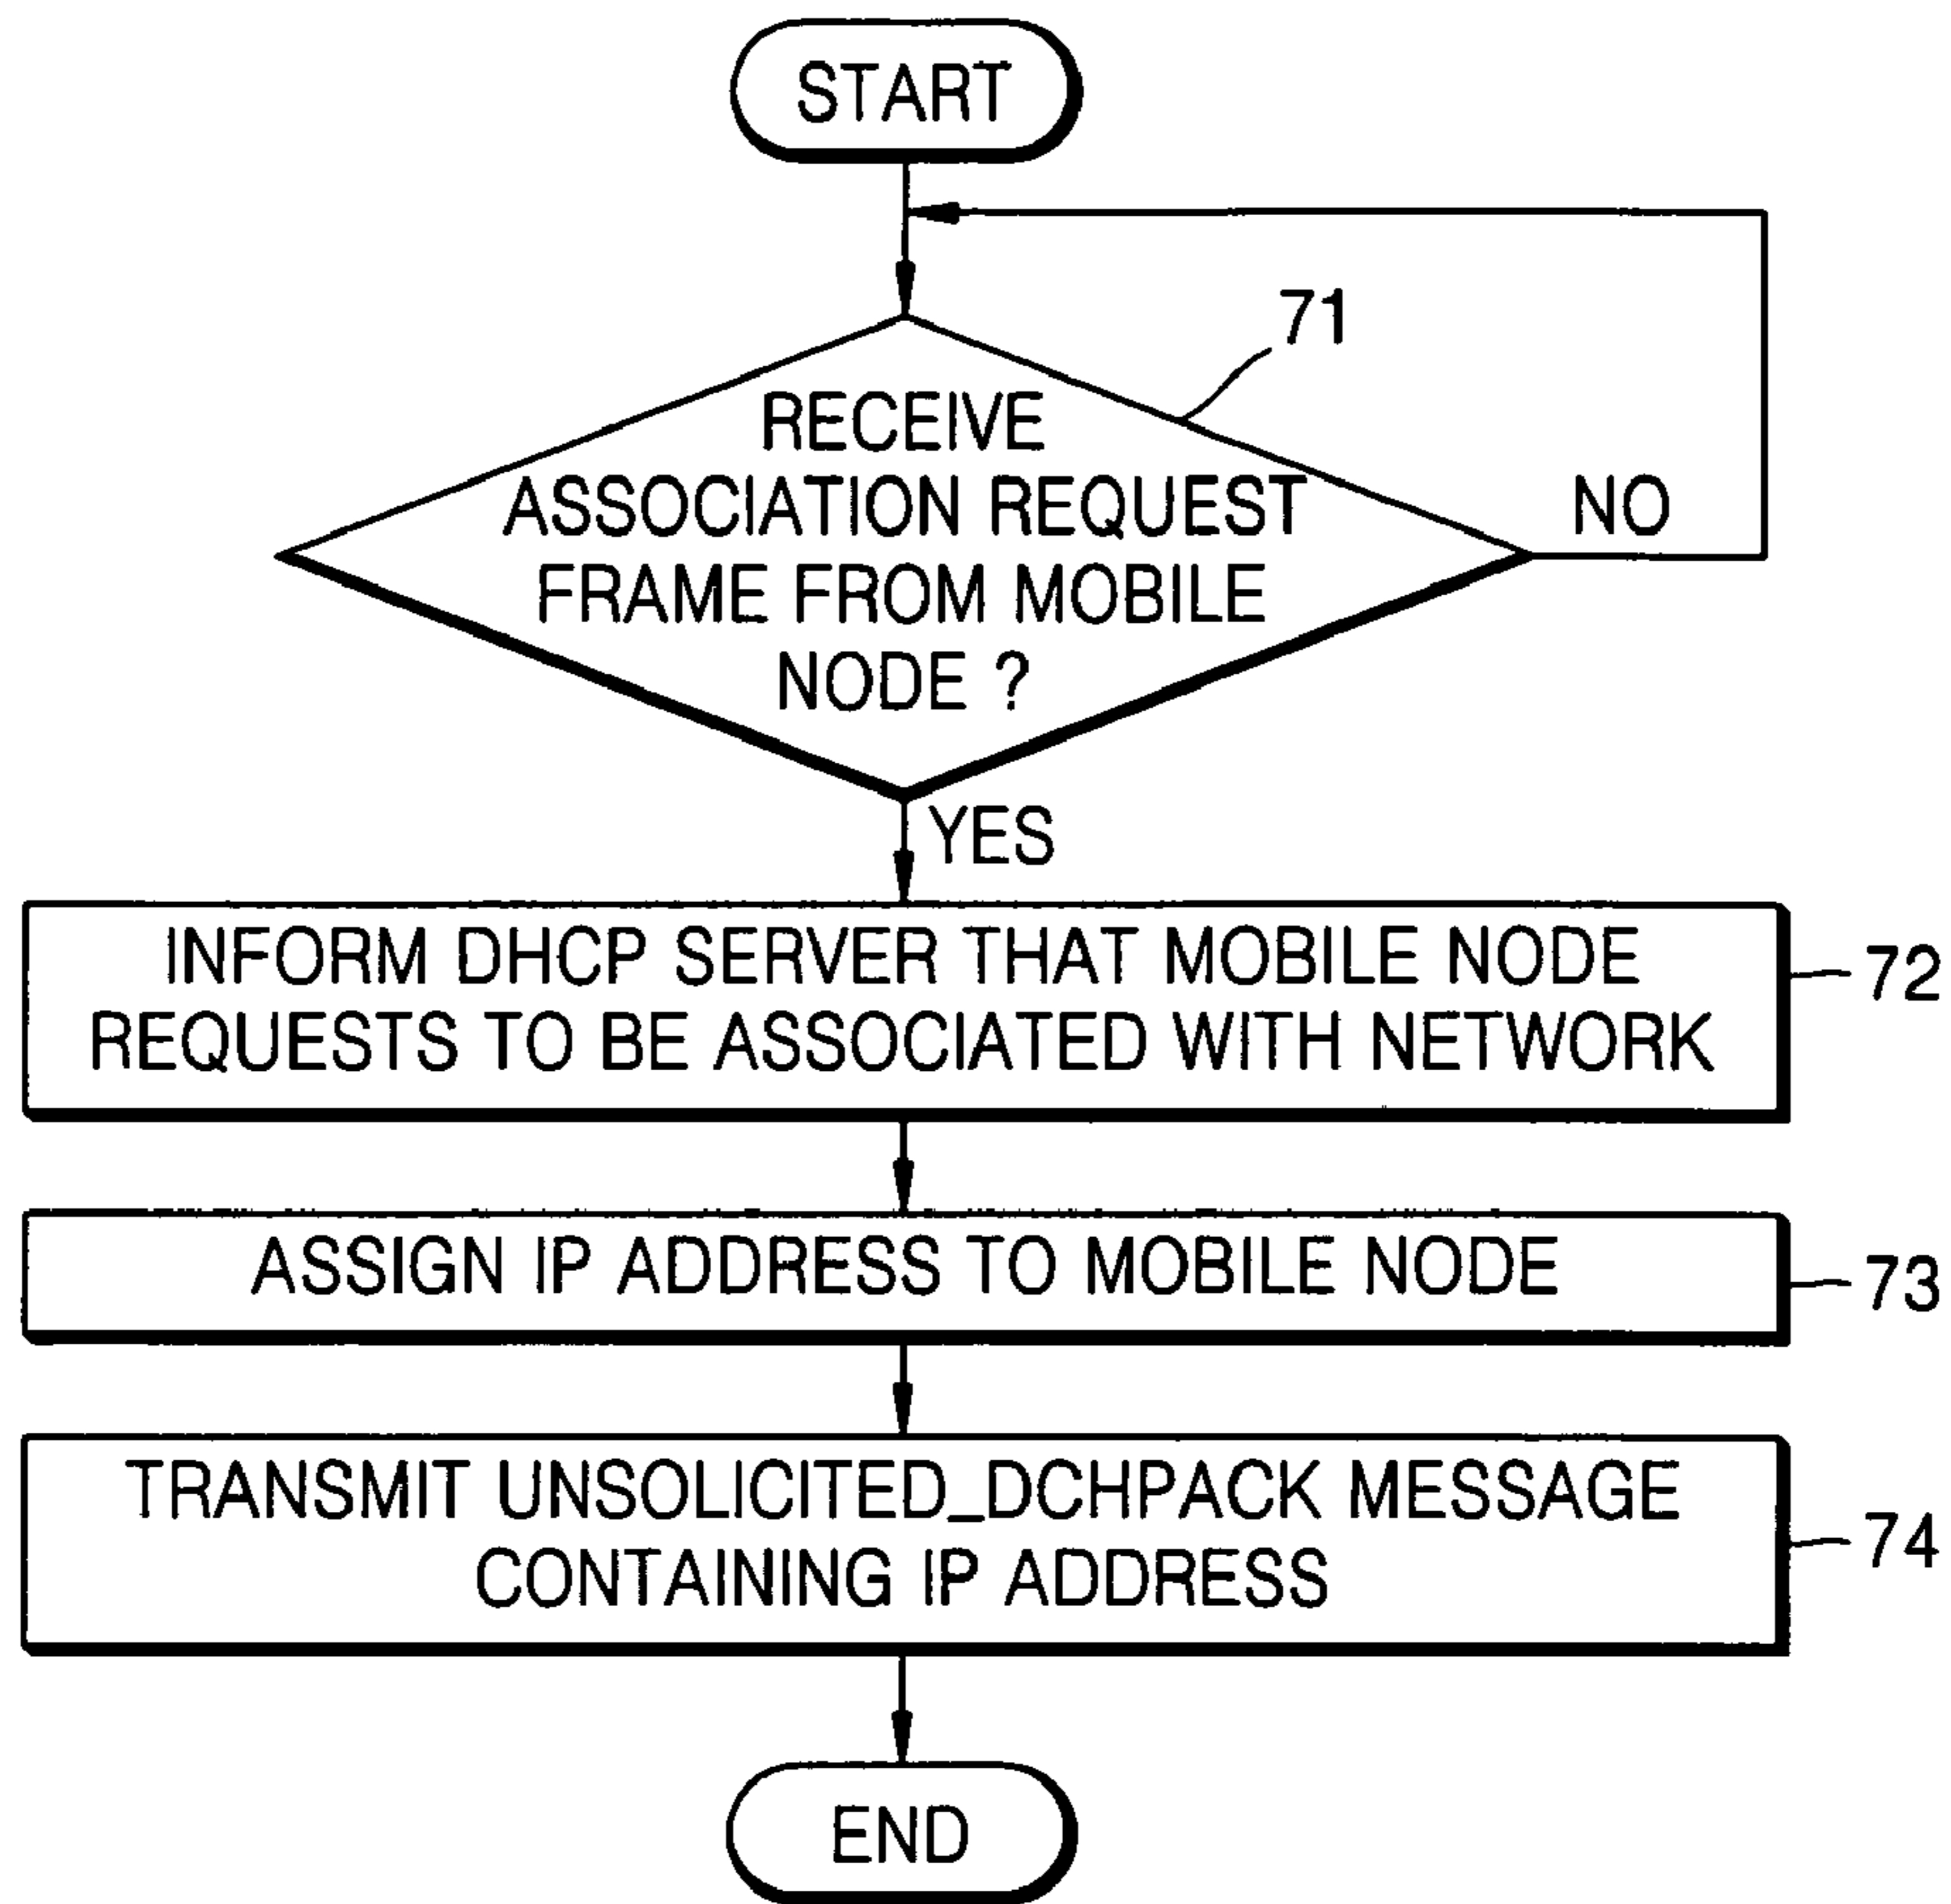 START
71
RECEIVE
ASSOCIATION REQUEST
FRAME FROM MOBILE
NODE ?
NO
YES
INFORM DHCP SERVER THAT MOBILE NODE
REQUESTS TO BE ASSOCIATED WITH NETWORK
72
ASSIGN IP ADDRESS TO MOBILE NODE
73
TRANSMIT UNSOLICITED_DCHPACK MESSAGE
CONTAINING IP ADDRESS
74
END